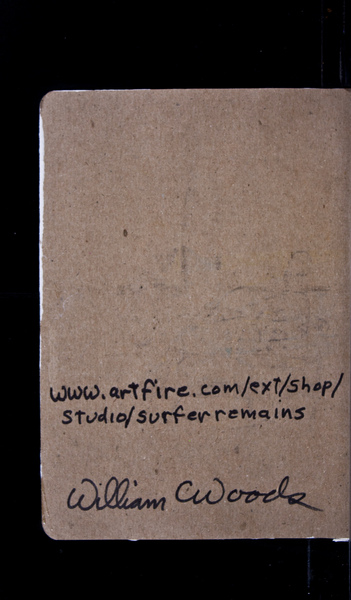 www.artfire.com/ext/shop/
studio/surferremains
William CWoods